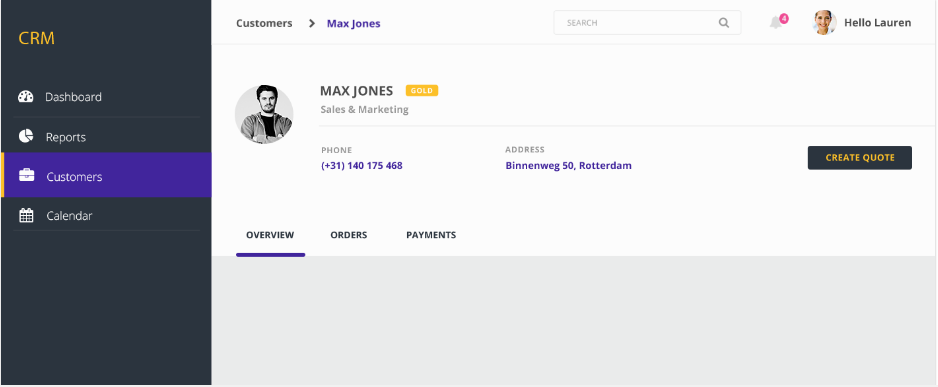 CRM
Dashboard
Reports
Customers
Calendar
Customers Max Jones
SEARCH
4
Hello Lauren
MAX JONES GOLD
Sales & Marketing
PHONE
(+31) 140 175 468
ADDRESS
Binnenweg 50, Rotterdam
CREATE QUOTE
OVERVIEW ORDERS PAYMENTS